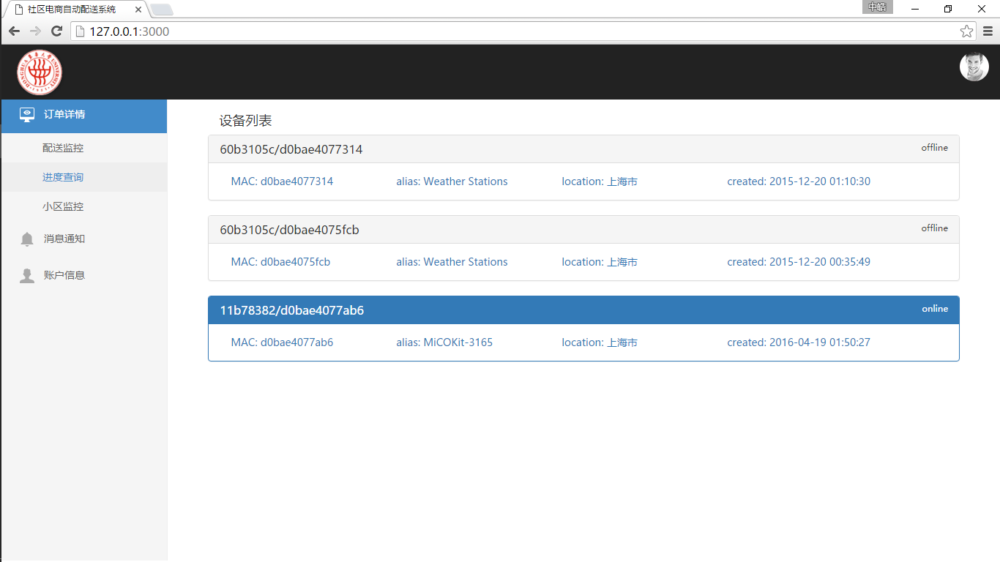 社区电商自动配送系统
中皓
127.0.0.1:3000
DONGHUA UNIVERSITY
订单详情
配送监控
进度查询
小区监控
消息通知
账户信息
设备列表
60b3105c/d0bae4077314 offline
MAC: d0bae4077314 alias: Weather Stations location: 上海市 created: 2015-12-20 01:10:30
60b3105c/d0bae4075fcb offline
MAC: d0bae4075fcb alias: Weather Stations location: 上海市 created: 2015-12-20 00:35:49
11b78382/d0bae4077ab6 online
MAC: d0bae4077ab6 alias: MiCOKit-3165 location: 上海市 created: 2016-04-19 01:50:27